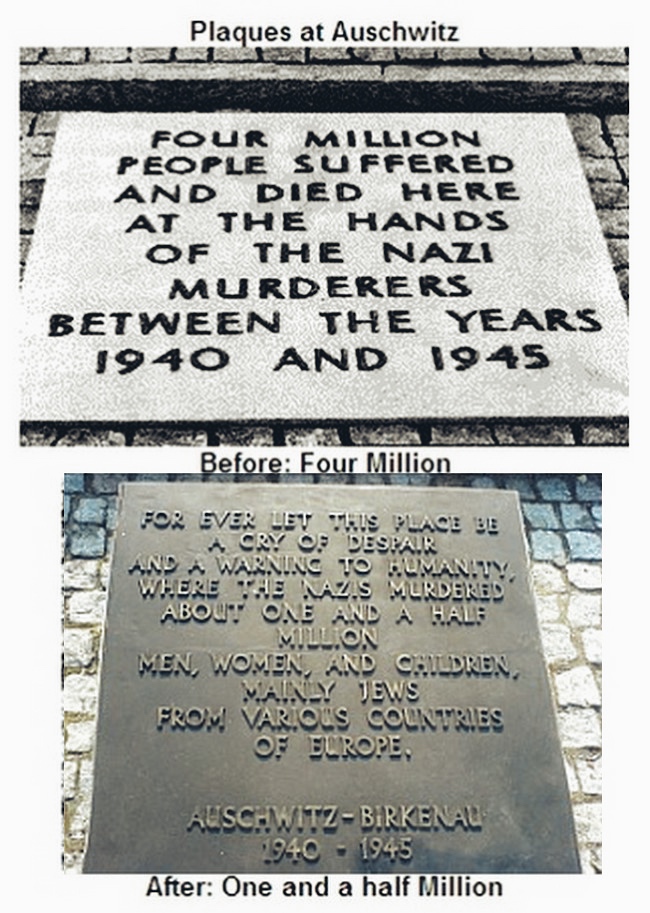 Plaques at Auschwitz
FOUR MILLION
PEOPLE SUFFERED
AND DIED HERE
AT THE HANDS
OF THE NAZI
MURDERERS
BETWEEN THE YEARS
1940 AND 1945
Before: Four Million
FOR EVER LET THIS PLACE BE
A CRY OF DESPAIR
AND A WARNING TO HUMANITY,
WHERE THE NAZIS MURDERED
ABOUT ONE AND A HALF
MILLION
MEN, WOMEN, AND CHILDREN,
MAINLY JEWS
FROM VARIOUS COUNTRIES
OF EUROPE.
AUSCHWITZ-BIRKENAU
1940 - 1945
After: One and a half Million